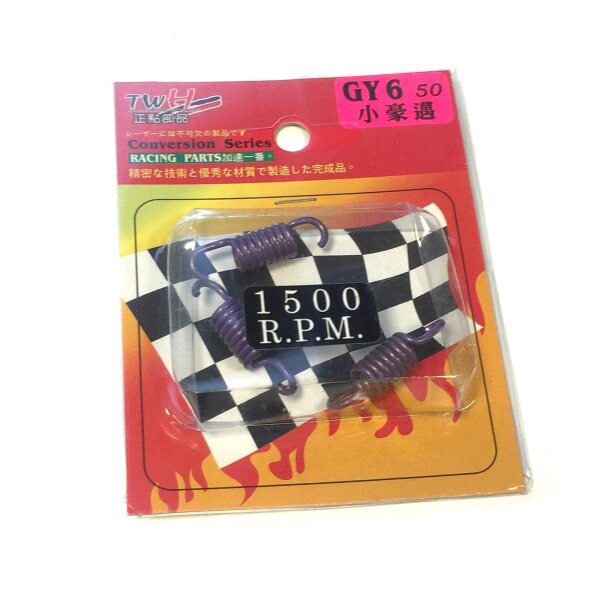 TWH
正點部品
レーサーには不可欠の製品です
Conversion Series
RACING PARTS加速一番。
精密な技術と優秀な材質で製造した完成品。
GY6 50
小豪邁
1500
R.P.M.